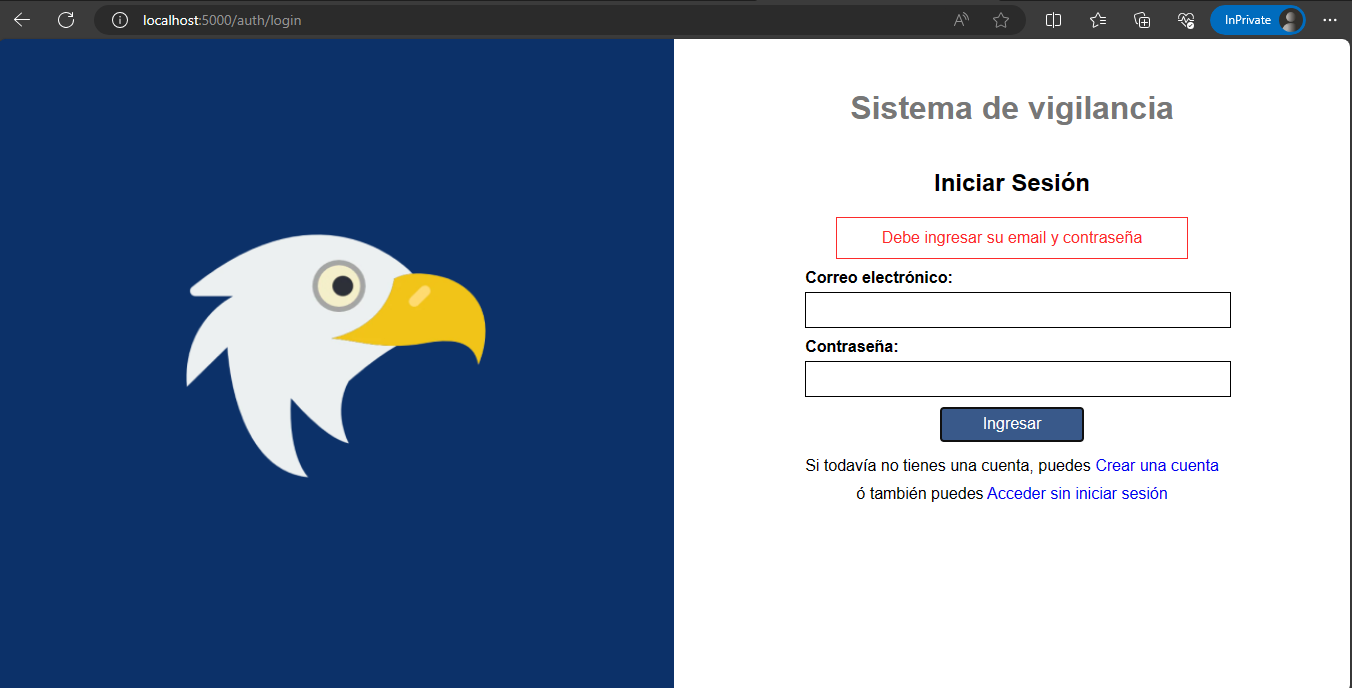 localhost:5000/auth/login
InPrivate
Sistema de vigilancia
Iniciar Sesión
Debe ingresar su email y contraseña
Correo electrónico:
Contraseña:
Ingresar
Si todavía no tienes una cuenta, puedes Crear una cuenta
ó también puedes Acceder sin iniciar sesión